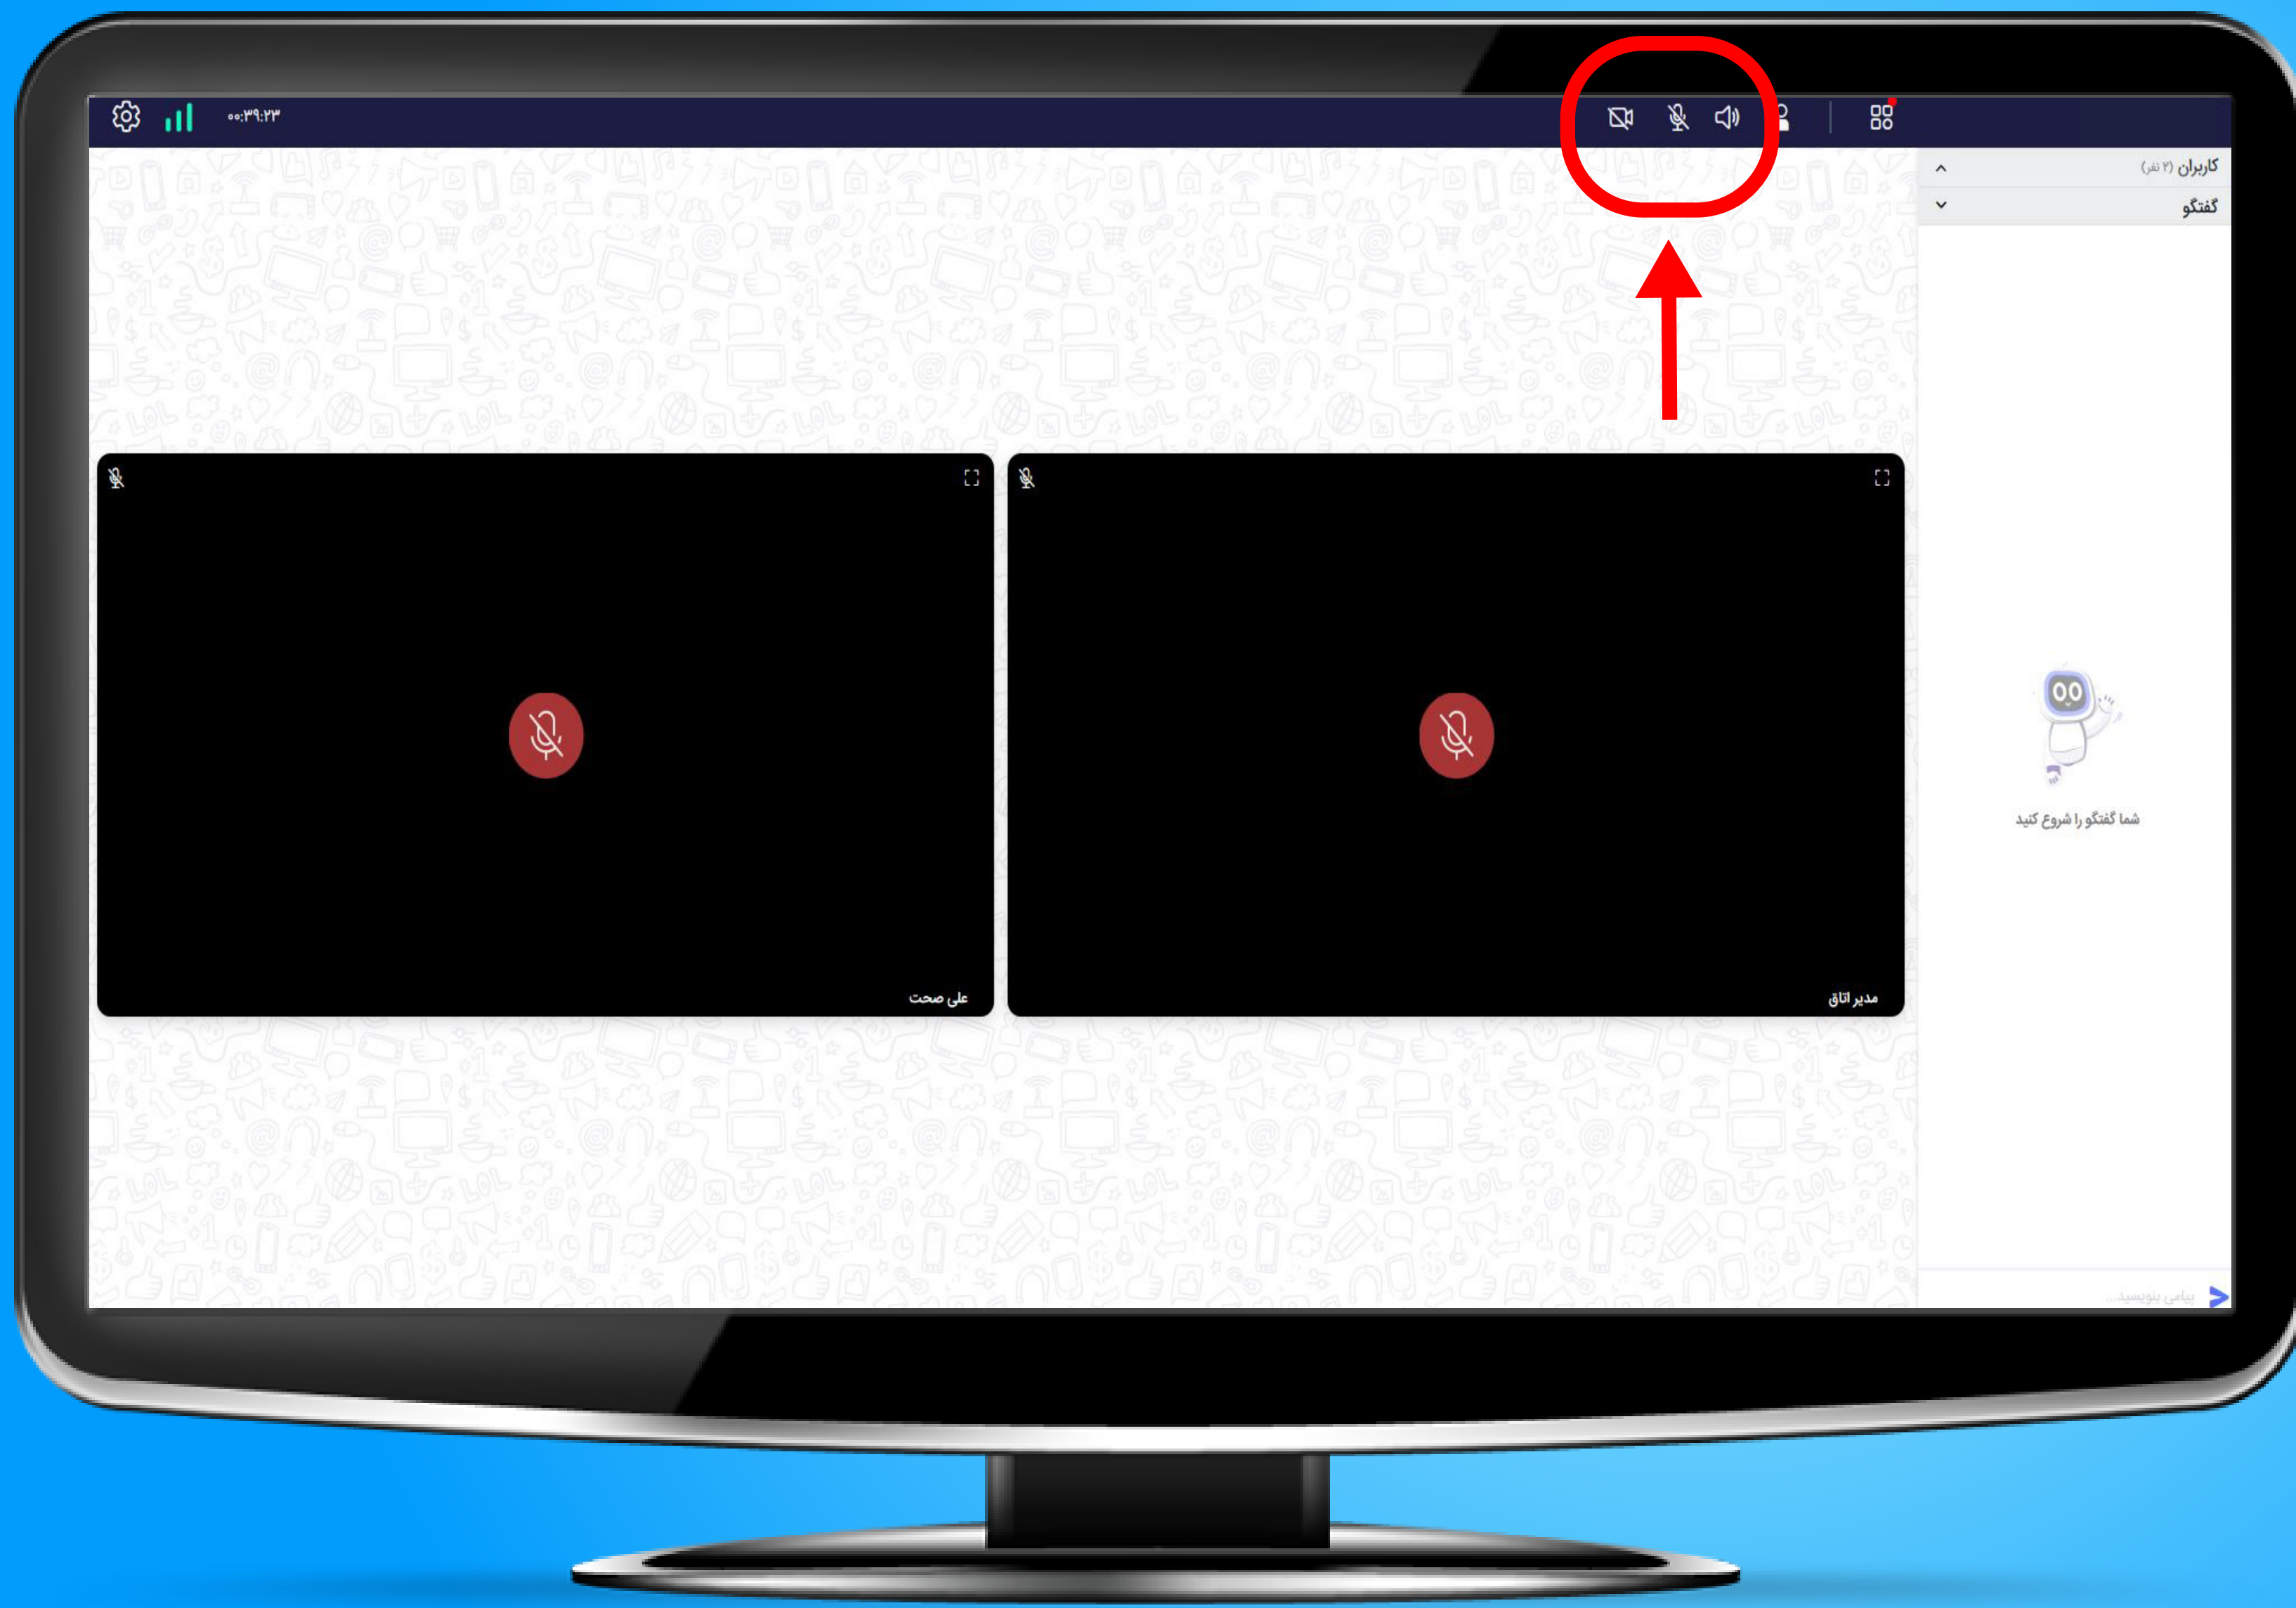 ۰۰:۳۹:۲۳
کاربران (۲ نفر)
گفتگو
علی صحت
مدیر اتاق
شما گفتگو را شروع کنید
پیامی بنویسید...